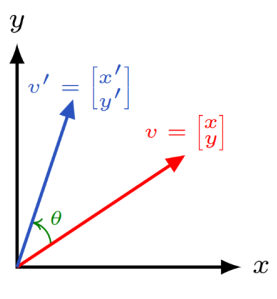 y
v′ = [x′ y′]
v = [x y]
θ
x